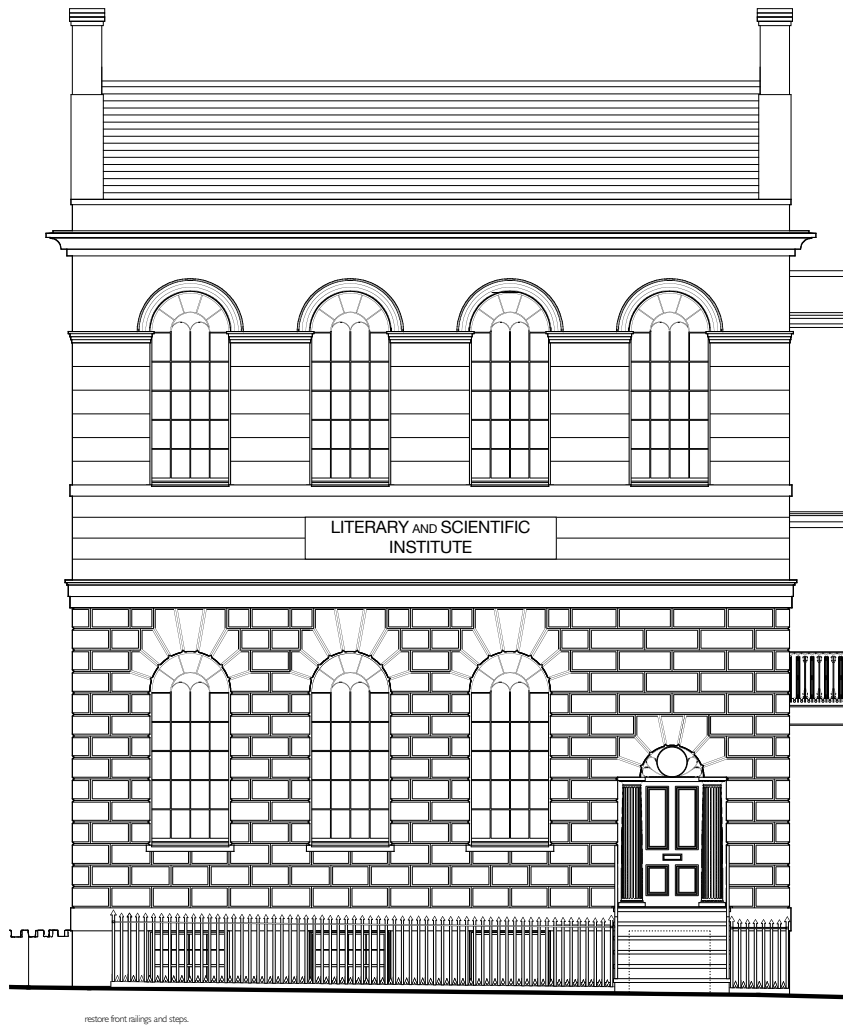 LITERARY AND SCIENTIFIC
INSTITUTE
restore front railings and steps.